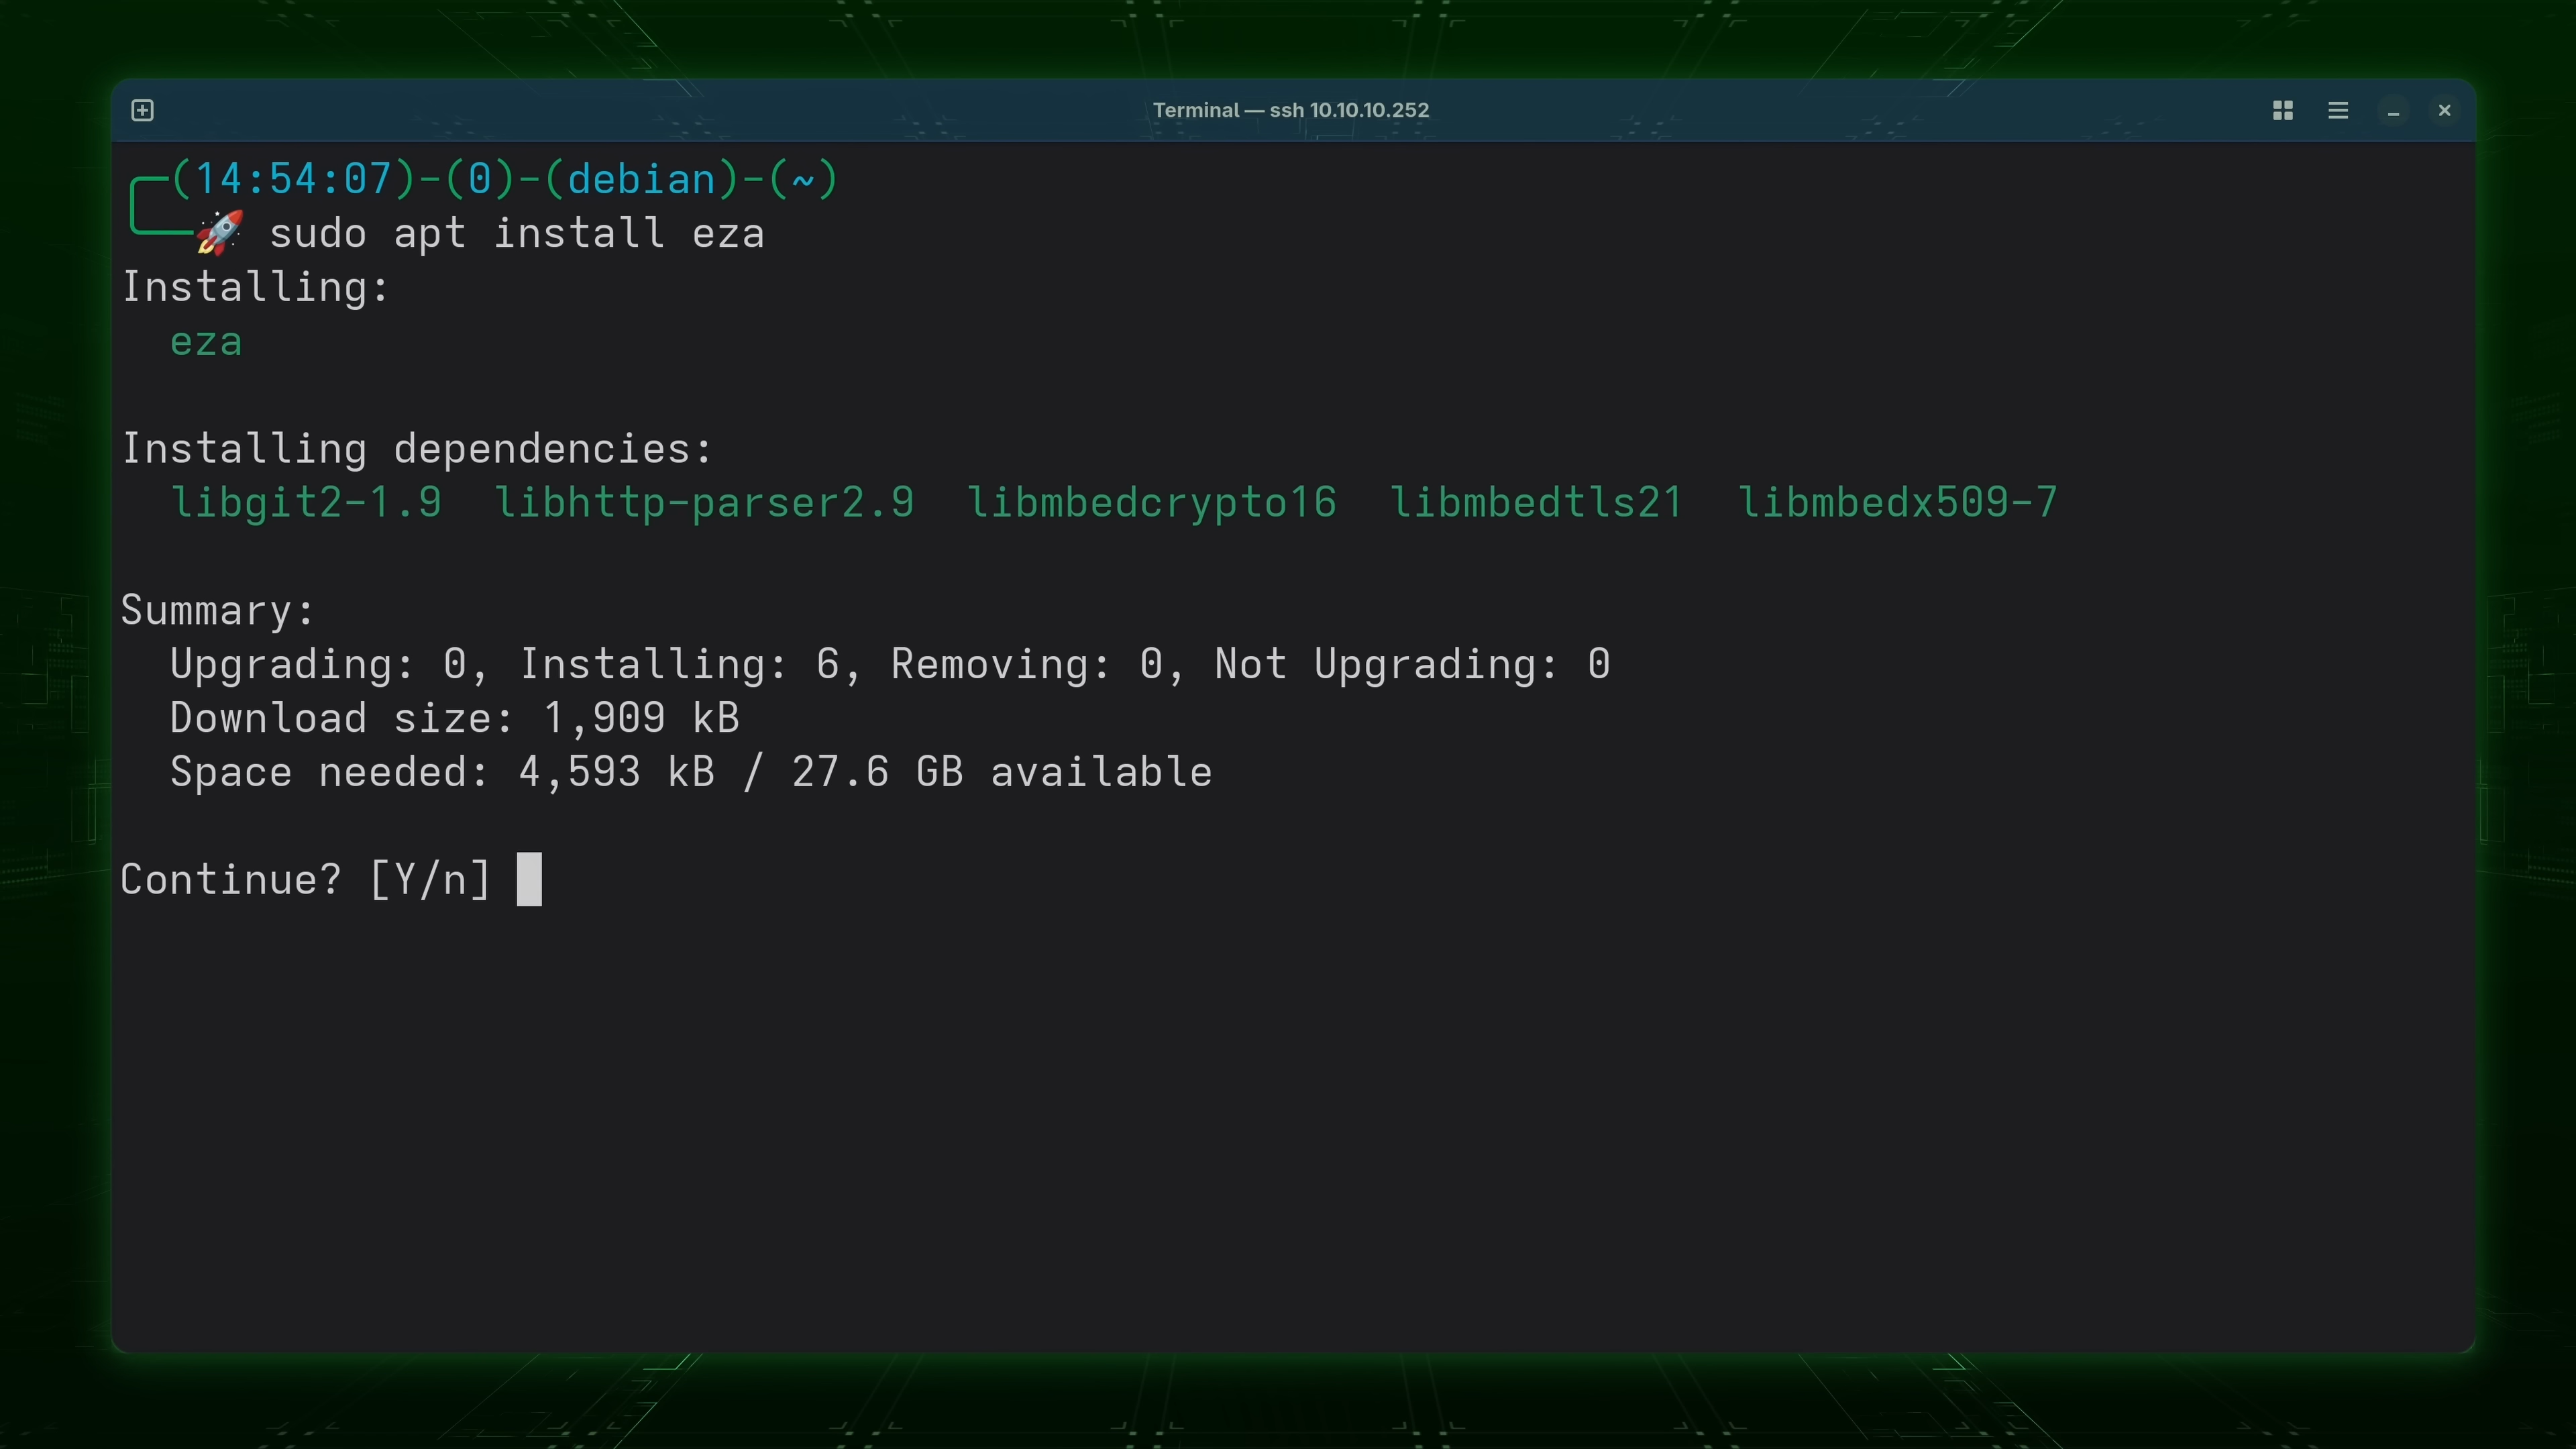 Terminal — ssh 10.10.10.252
(14:54:07)-(0)-(debian)-(~)
🚀 sudo apt install eza
Installing:
eza
Installing dependencies:
libgit2-1.9  libhttp-parser2.9  libmbedcrypto16  libmbedtls21  libmbedx509-7
Summary:
Upgrading: 0, Installing: 6, Removing: 0, Not Upgrading: 0
Download size: 1,909 kB
Space needed: 4,593 kB / 27.6 GB available
Continue? [Y/n]